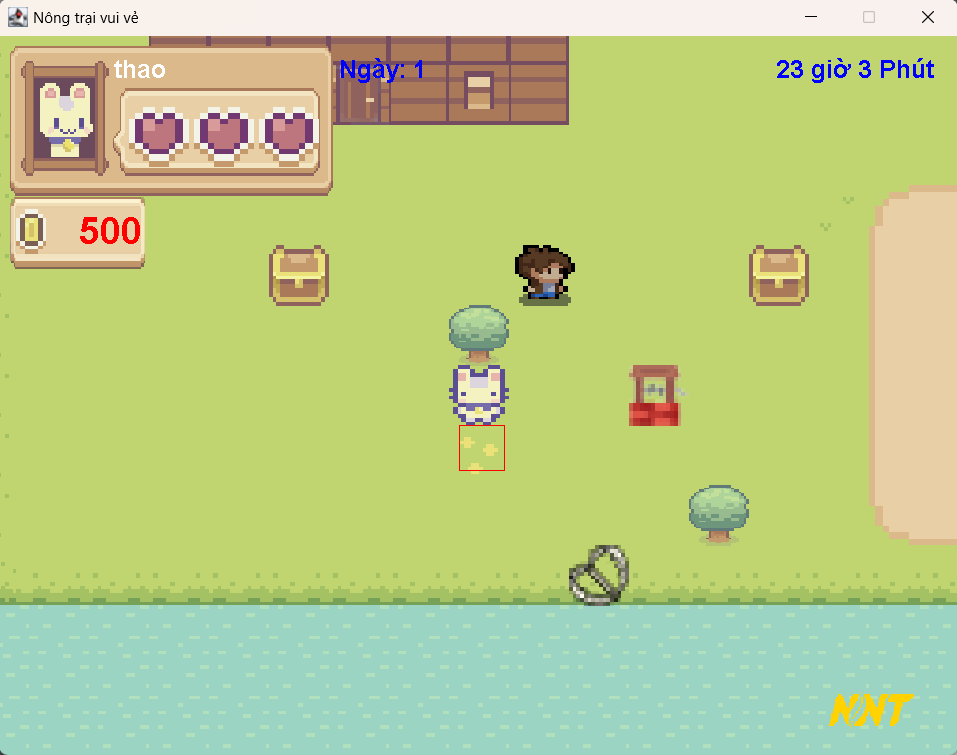 Nông trại vui vẻ
thao
Ngày: 1
23 giờ 3 Phút
500
NNT